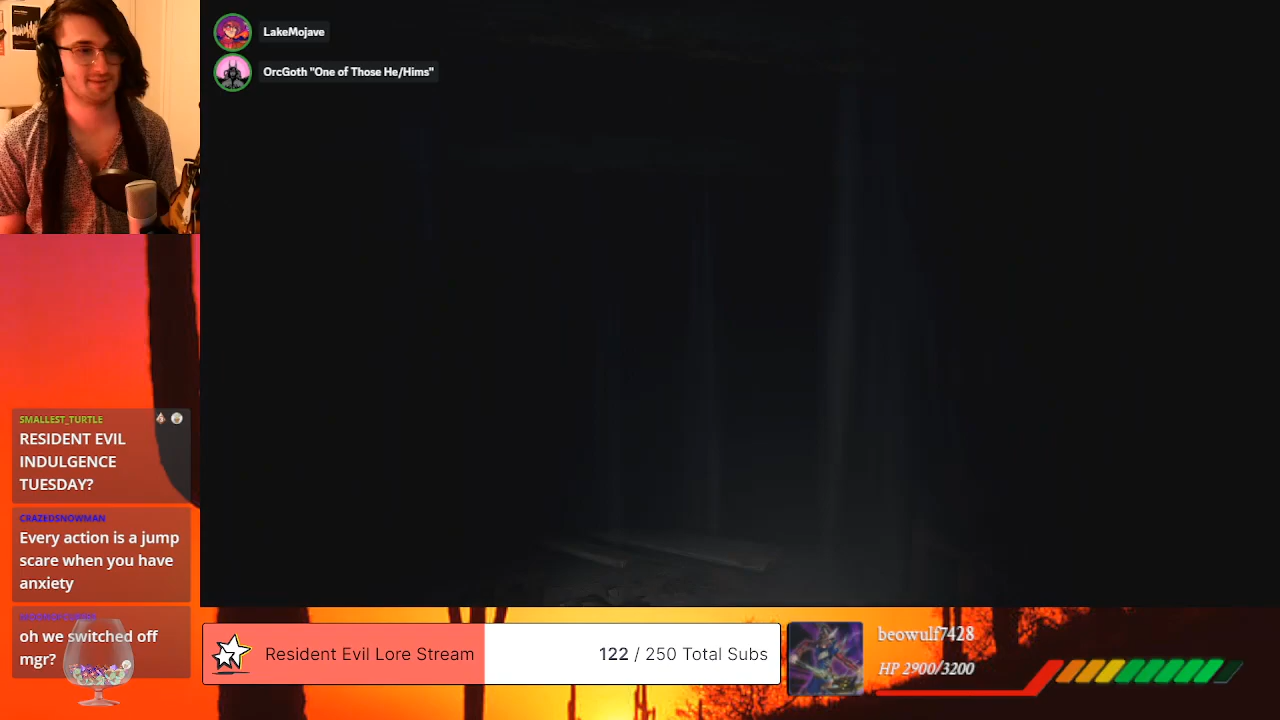 LakeMojave
OrcGoth "One of Those He/Hims"
SMALLEST_TURTLE
RESIDENT EVIL
INDULGENCE
TUESDAY?
CRAZEDSNOWMAN
Every action is a jump
scare when you have
anxiety
oh we switched off
mgr?
Resident Evil Lore Stream
122 / 250 Total Subs
beowulf7428
HP 2900/3200